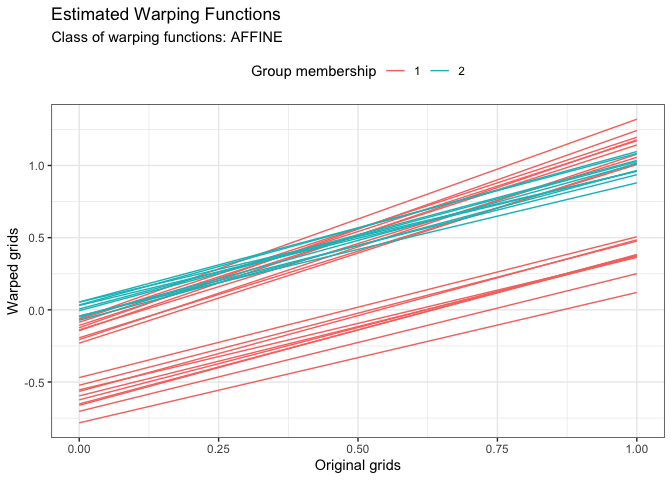 Estimated Warping Functions
Class of warping functions: AFFINE
Group membership 1 2
Warped grids
1.0
0.5
0.0
-0.5
0.00 0.25 0.50 0.75 1.00
Original grids